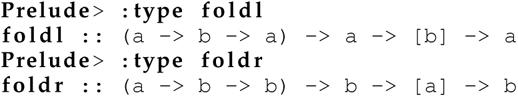 Prelude> :type foldl
foldl :: (a -> b -> a) -> a -> [b] -> a
Prelude> :type foldr
foldr :: (a -> b -> b) -> b -> [a] -> b